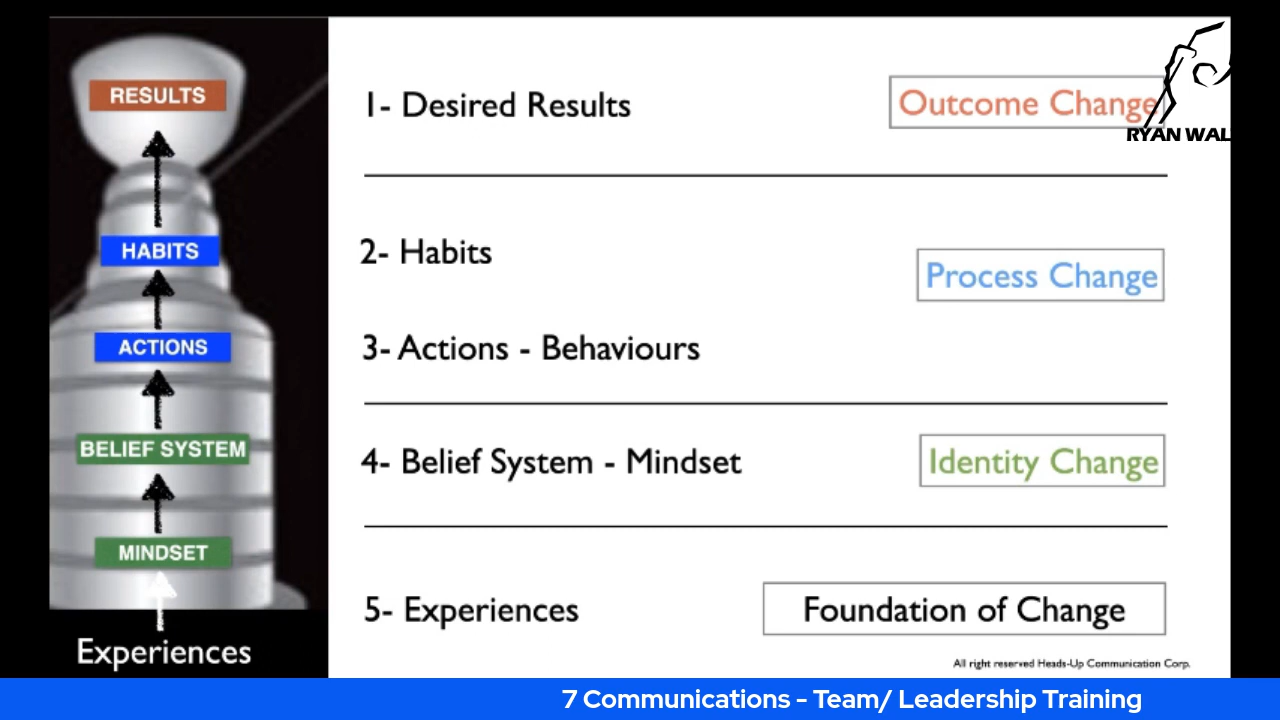 RESULTS
HABITS
ACTIONS
BELIEF SYSTEM
MINDSET
Experiences
1- Desired Results
Outcome Change
RYAN WAL
2- Habits
Process Change
3- Actions - Behaviours
4- Belief System - Mindset
Identity Change
5- Experiences
Foundation of Change
All right reserved Heads-Up Communication Corp.
7 Communications - Team/ Leadership Training